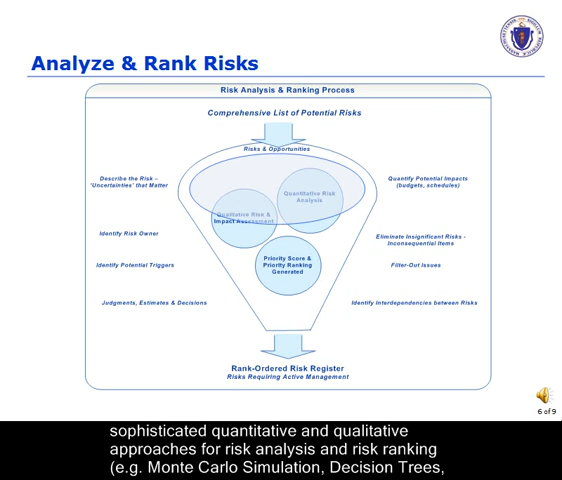 Analyze & Rank Risks
Risk Analysis & Ranking Process
Comprehensive List of Potential Risks
Risks & Opportunities
Describe the Risk –
'Uncertainties' that Matter
Identify Risk Owner
Identify Potential Triggers
Judgments, Estimates & Decisions
Qualitative Risk &
Impact Assessment
Quantitative Risk
Analysis
Priority Score &
Priority Ranking
Generated
Quantify Potential Impacts
(budgets, schedules)
Eliminate Insignificant Risks -
Inconsequential Items
Filter-Out Issues
Identify Interdependencies between Risks
Rank-Ordered Risk Register
Risks Requiring Active Management
6 of 9
sophisticated quantitative and qualitative
approaches for risk analysis and risk ranking
(e.g. Monte Carlo Simulation, Decision Trees,